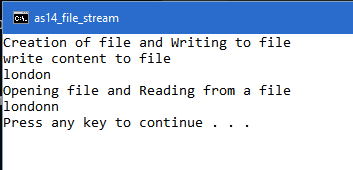 as14_file_stream
Creation of file and Writing to file
write content to file
london
Opening file and Reading from a file
londonn
Press any key to continue . . .